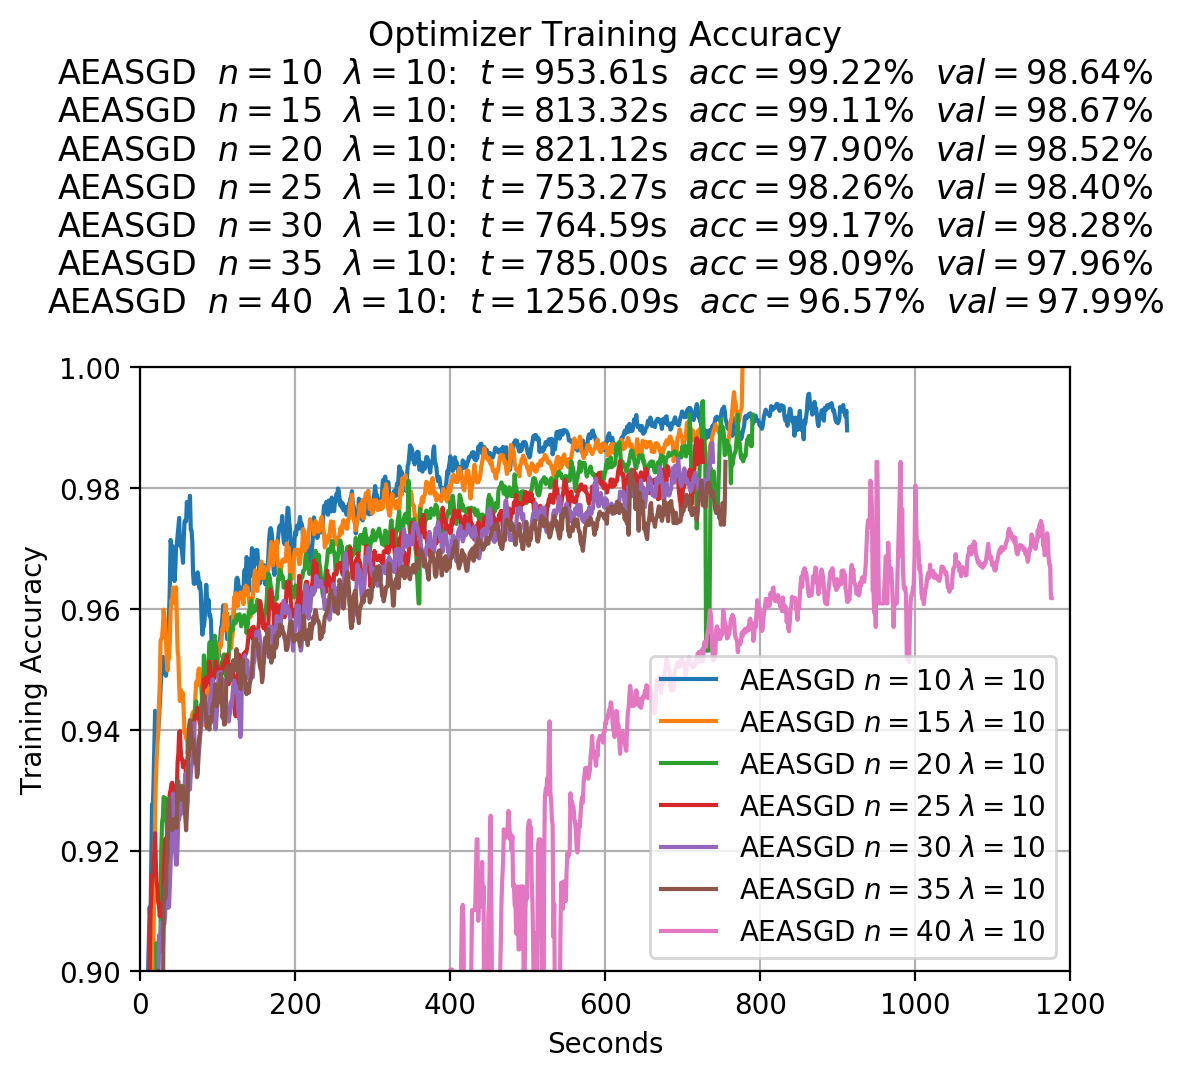 Optimizer Training Accuracy
AEASGD n = 10 λ = 10: t = 953.61s acc = 99.22% val = 98.64%
AEASGD n = 15 λ = 10: t = 813.32s acc = 99.11% val = 98.67%
AEASGD n = 20 λ = 10: t = 821.12s acc = 97.90% val = 98.52%
AEASGD n = 25 λ = 10: t = 753.27s acc = 98.26% val = 98.40%
AEASGD n = 30 λ = 10: t = 764.59s acc = 99.17% val = 98.28%
AEASGD n = 35 λ = 10: t = 785.00s acc = 98.09% val = 97.96%
AEASGD n = 40 λ = 10: t = 1256.09s acc = 96.57% val = 97.99%
1.00
0.98
0.96
0.94
0.92
0.90
Training Accuracy
AEASGD n = 10 λ = 10
AEASGD n = 15 λ = 10
AEASGD n = 20 λ = 10
AEASGD n = 25 λ = 10
AEASGD n = 30 λ = 10
AEASGD n = 35 λ = 10
AEASGD n = 40 λ = 10
0 200 400 600 800 1000 1200
Seconds